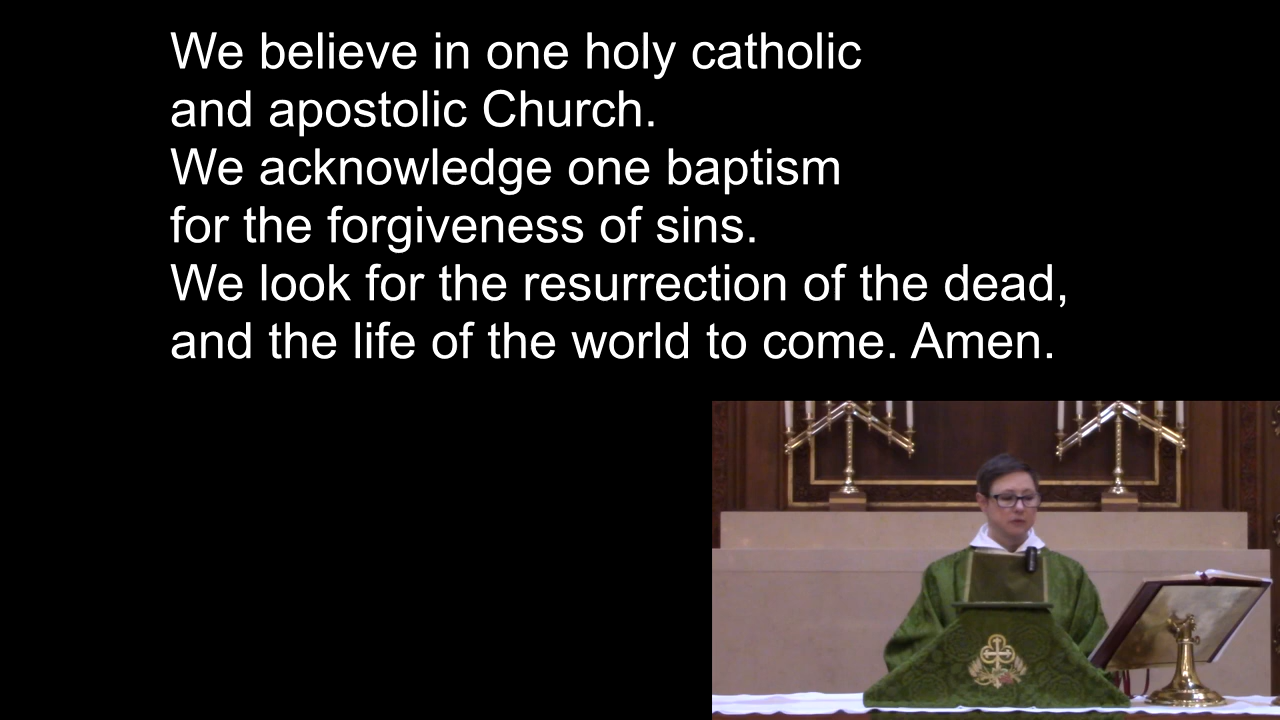 We believe in one holy catholic
and apostolic Church.
We acknowledge one baptism
for the forgiveness of sins.
We look for the resurrection of the dead,
and the life of the world to come. Amen.